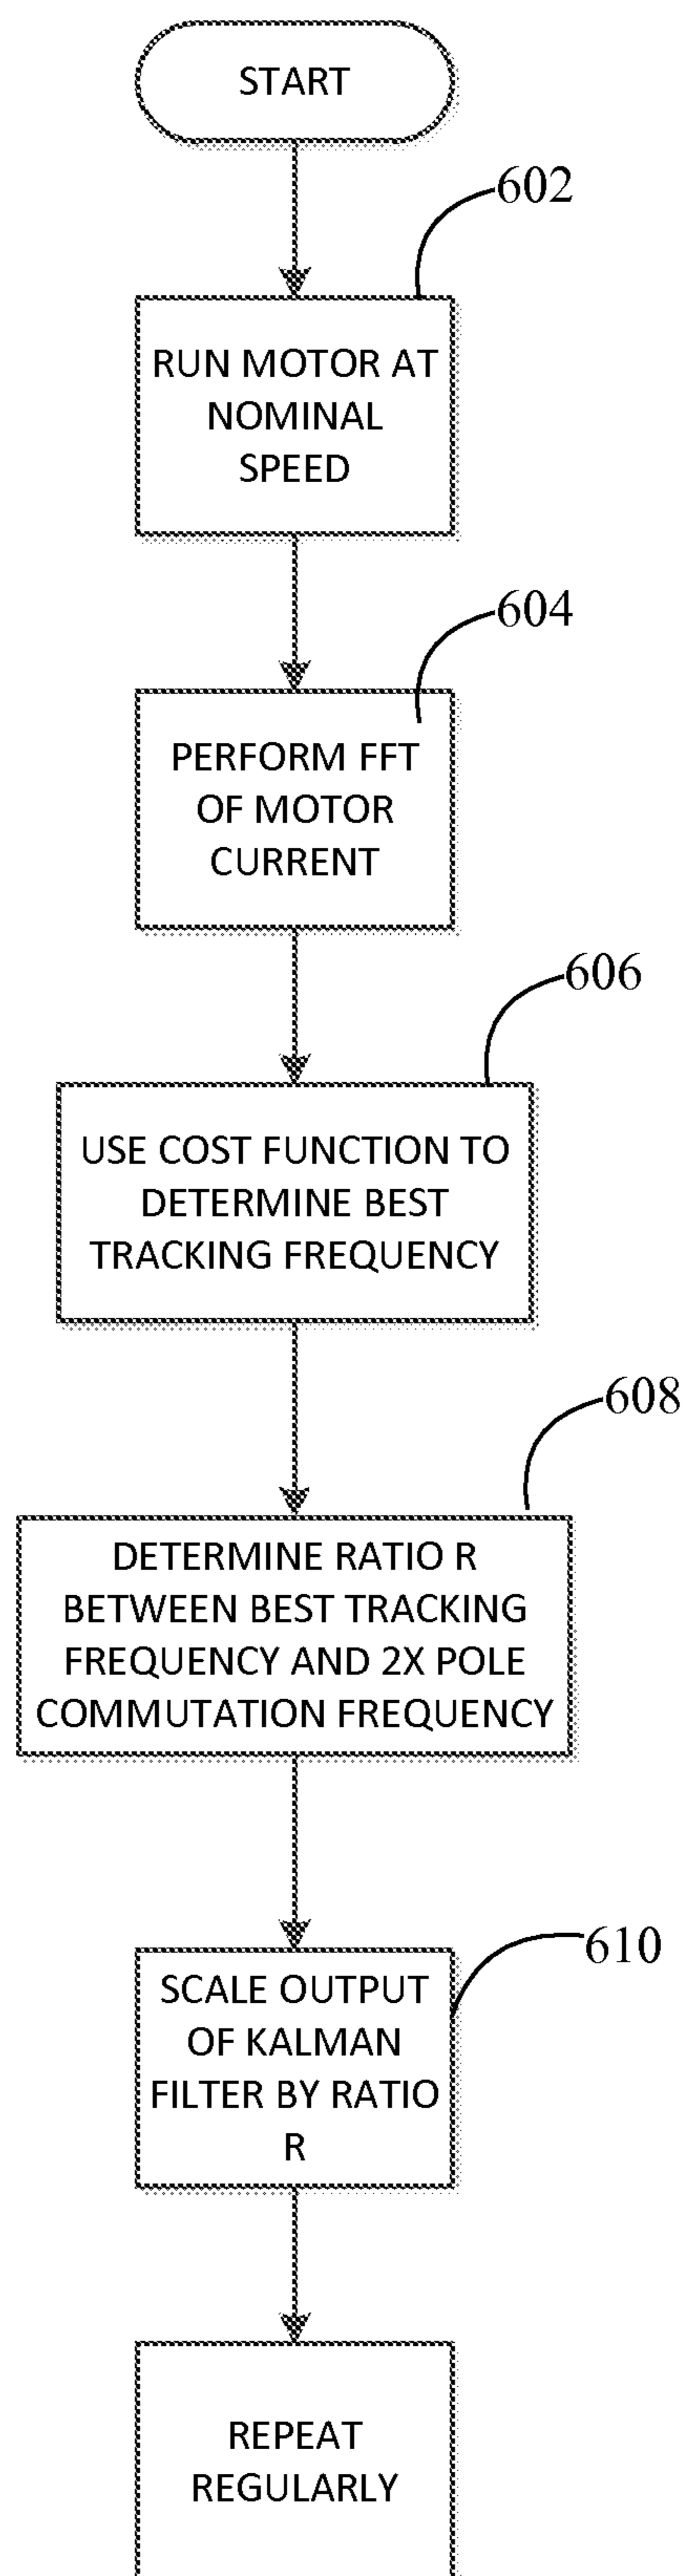 START
602
RUN MOTOR AT
NOMINAL
SPEED
604
PERFORM FFT
OF MOTOR
CURRENT
606
USE COST FUNCTION TO
DETERMINE BEST
TRACKING FREQUENCY
608
DETERMINE RATIO R
BETWEEN BEST TRACKING
FREQUENCY AND 2X POLE
COMMUTATION FREQUENCY
610
SCALE OUTPUT
OF KALMAN
FILTER BY RATIO
R
REPEAT
REGULARLY